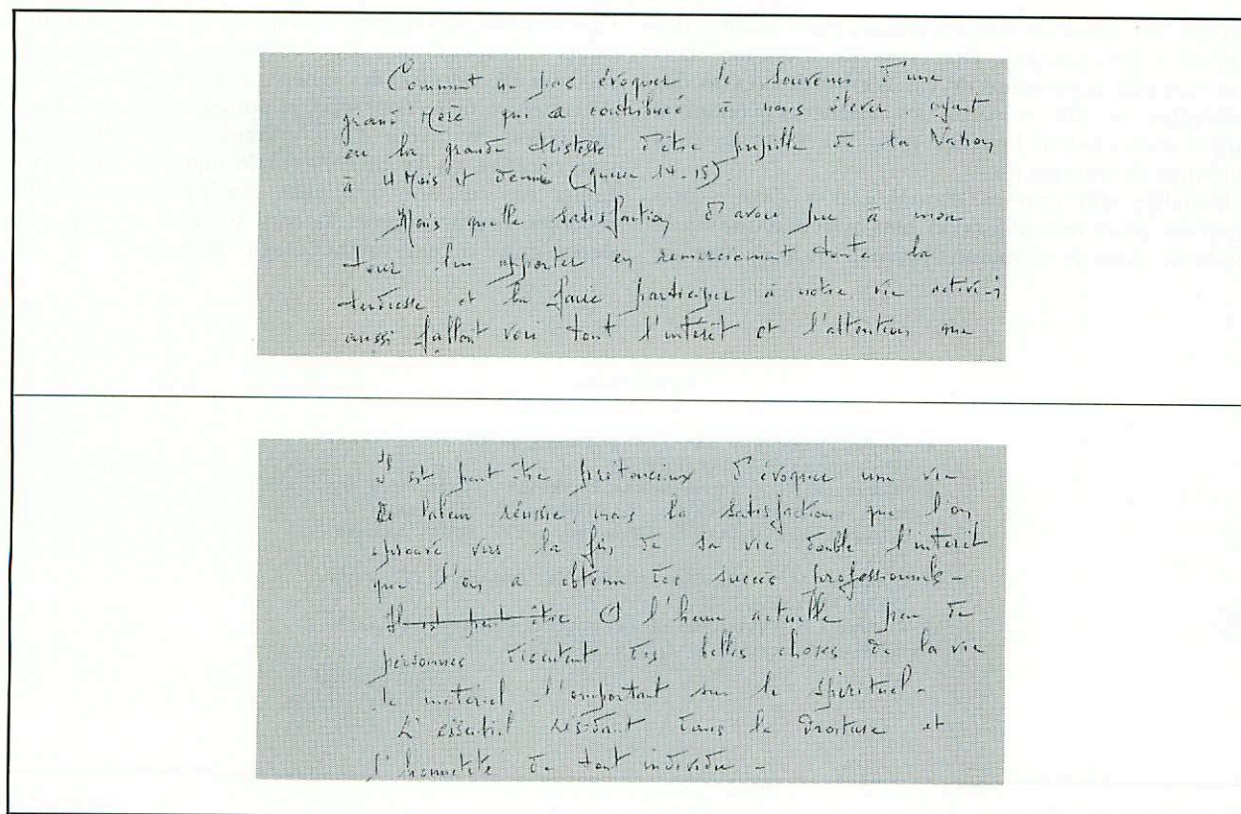 Comment ne pas évoquer le souvenir d'une
grand Mère qui a contribué à nous élever, ayant
eu la grande tristesse d'être pupille de la Nation
à 4 Mois et demie (guerre 14-18).
Mais quelle satisfaction d'avoir pu à mon
tour lui apporter en remerciement toute la
tendresse et la faire participer à notre vie active -
aussi fallait voir tout l'intérêt et l'attention que
Il est peut être prétencieux d'évoquer une vie
de labeur réussie, mais la satisfaction que l'on
éprouve vers la fin de sa vie double l'intérêt
que l'on a obtenu des succès professionnels -
Il est peut être O l'heure actuelle peu de
personnes discutent des belles choses de la vie
le matériel l'emportant sur le spirituel -
L'essentiel résidant dans la droiture et
l'honnêteté de tout individu -